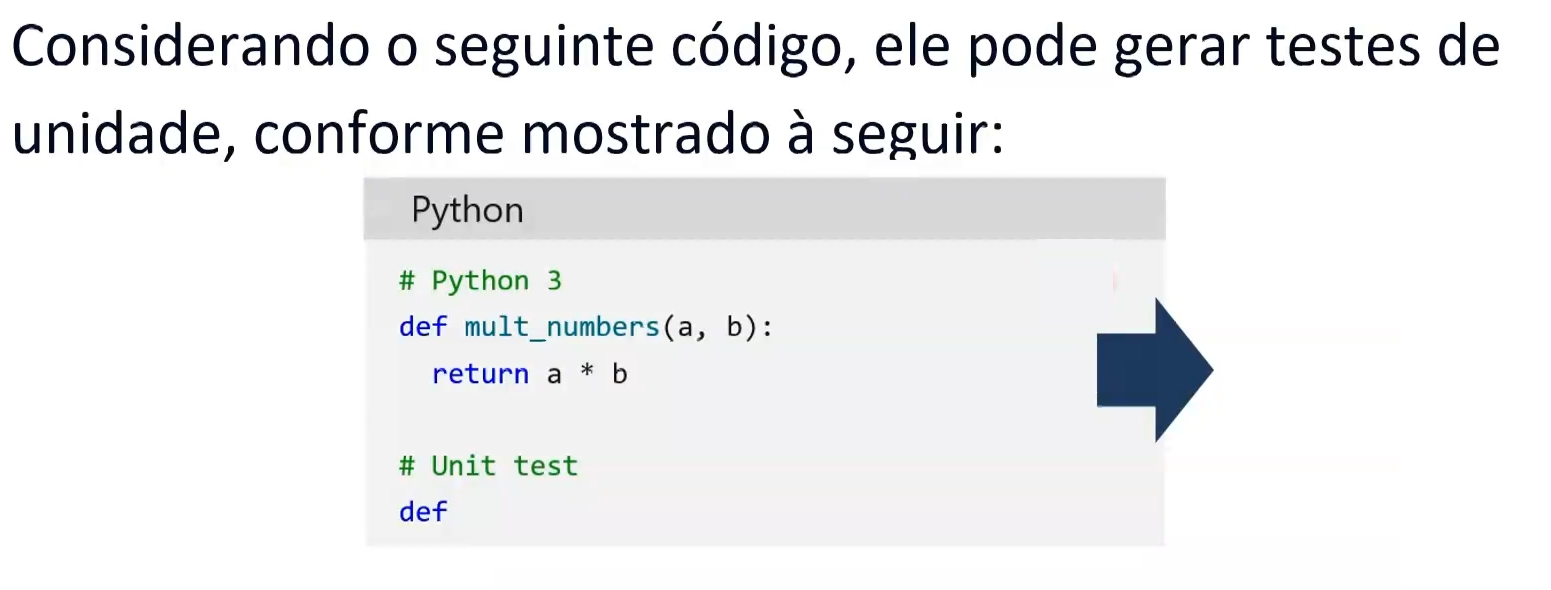 Considerando o seguinte código, ele pode gerar testes de
unidade, conforme mostrado à seguir:
Python
# Python 3
def mult_numbers(a, b):
return a * b
# Unit test
def